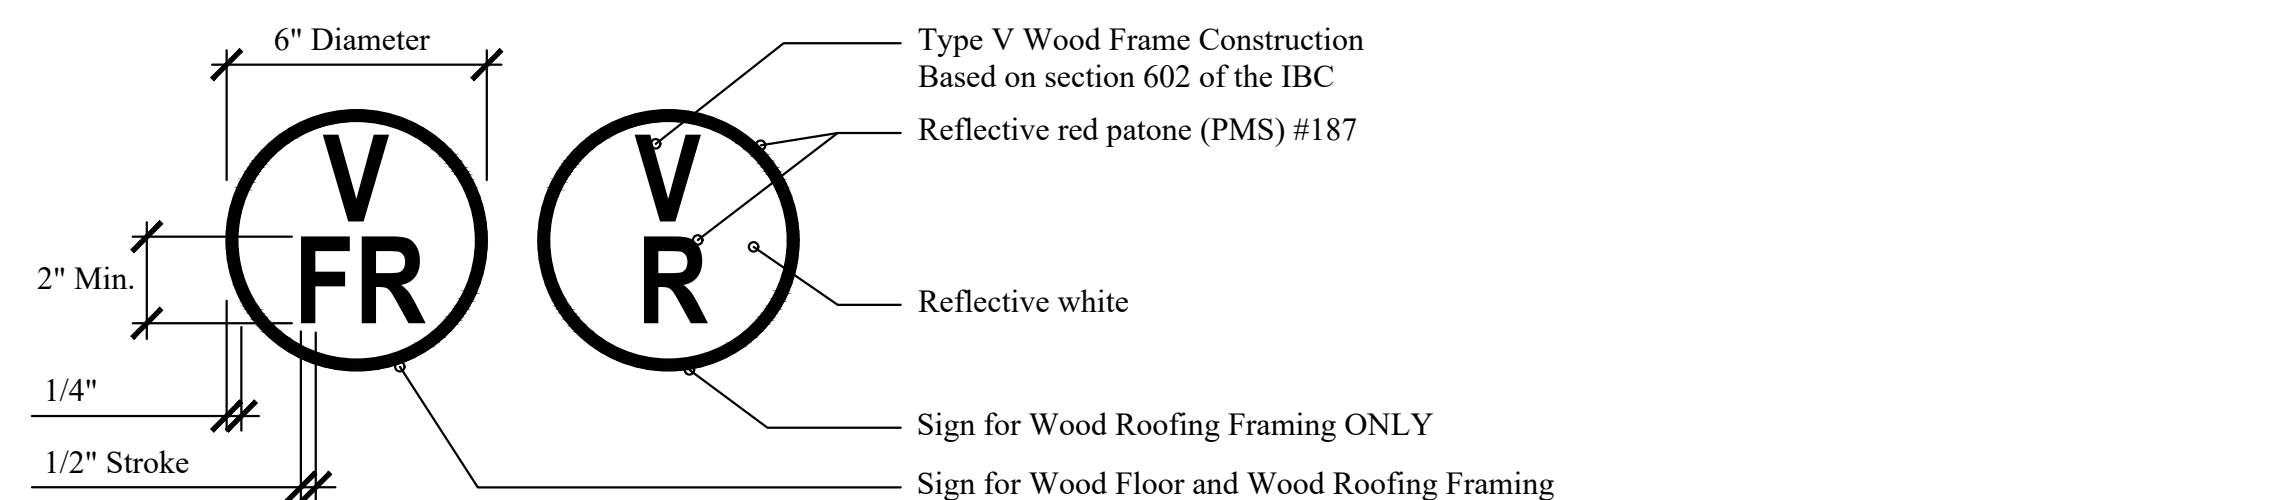 6" Diameter
Type V Wood Frame Construction
Based on section 602 of the IBC
Reflective red patone (PMS) #187
V
FR
V
R
2" Min.
Reflective white
1/4"
Sign for Wood Roofing Framing ONLY
1/2" Stroke
Sign for Wood Floor and Wood Roofing Framing